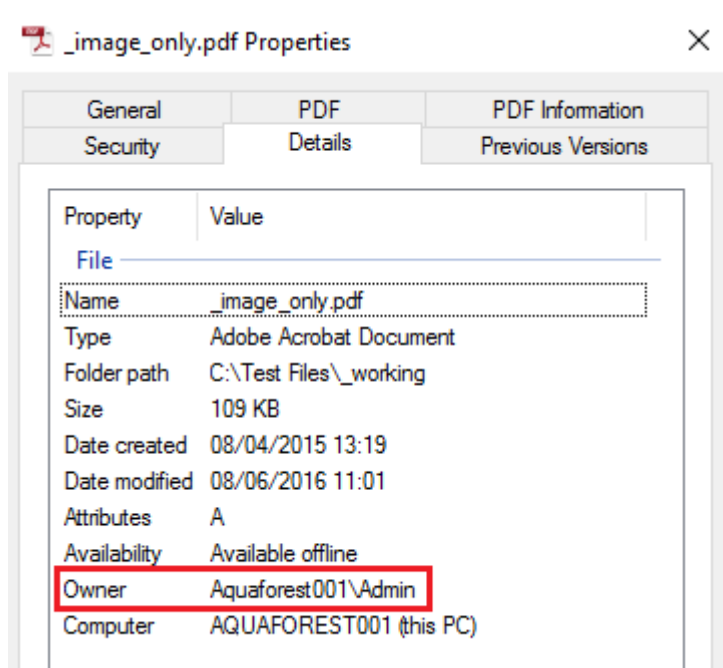 _image_only.pdf Properties
General PDF PDF Information
Security Details Previous Versions
Property Value
File
Name _image_only.pdf
Type Adobe Acrobat Document
Folder path C:\Test Files\_working
Size 109 KB
Date created 08/04/2015 13:19
Date modified 08/06/2016 11:01
Attributes A
Availability Available offline
Owner Aquaforest001\Admin
Computer AQUAFOREST001 (this PC)